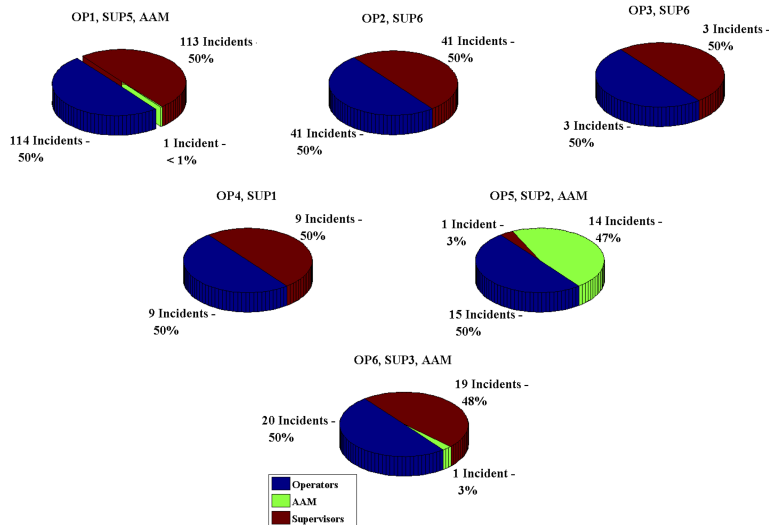 OP1, SUP5, AAM
113 Incidents -
50%
114 Incidents -
50%
1 Incident -
< 1%
OP2, SUP6
41 Incidents -
50%
41 Incidents -
50%
OP3, SUP6
3 Incidents -
50%
3 Incidents -
50%
OP4, SUP1
9 Incidents -
50%
9 Incidents -
50%
OP5, SUP2, AAM
1 Incident -
3%
14 Incidents -
47%
15 Incidents -
50%
OP6, SUP3, AAM
19 Incidents -
48%
20 Incidents -
50%
1 Incident -
3%
Operators
AAM
Supervisors